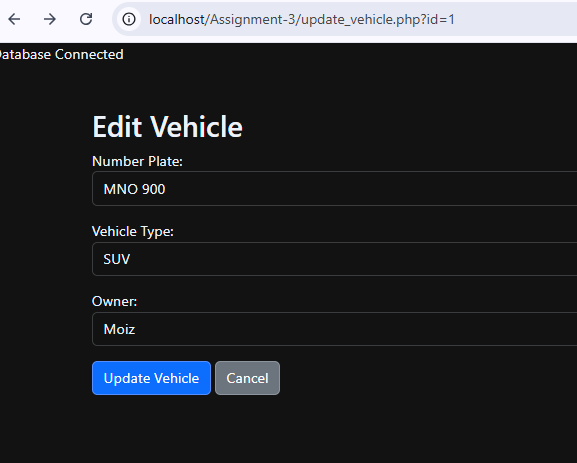 localhost/Assignment-3/update_vehicle.php?id=1
Database Connected
Edit Vehicle
Number Plate:
MNO 900
Vehicle Type:
SUV
Owner:
Moiz
Update Vehicle Cancel